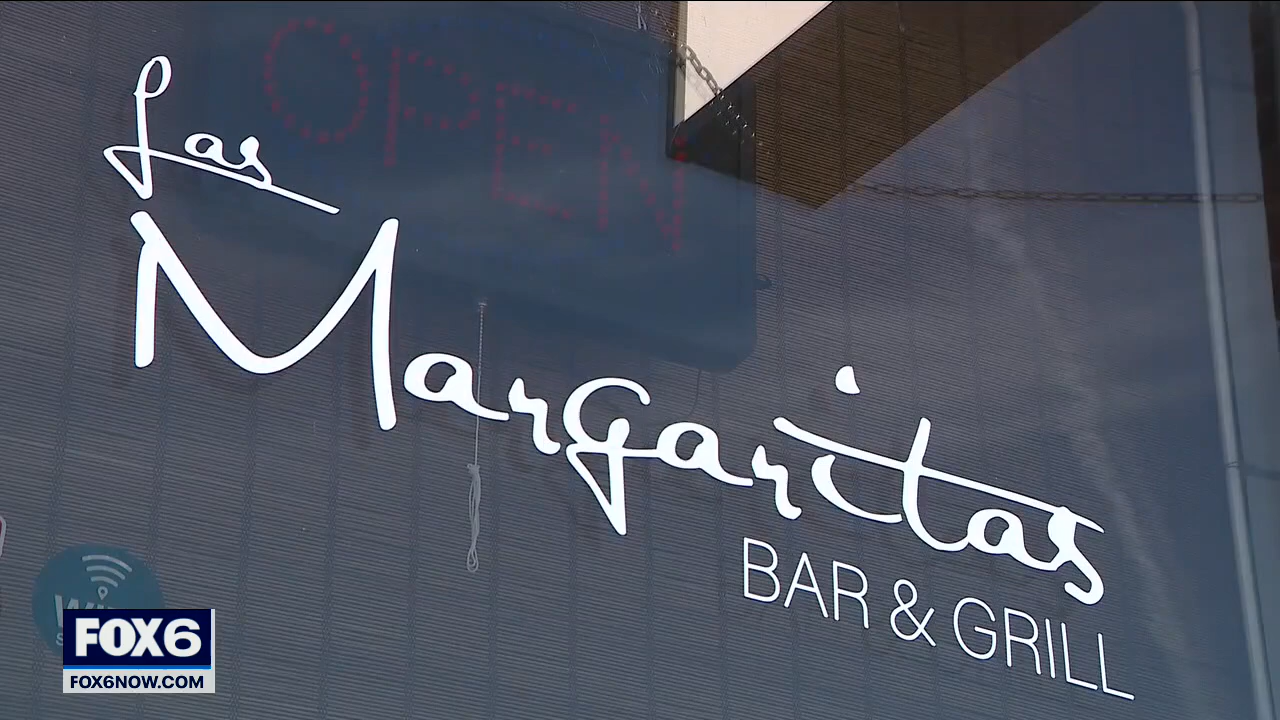 OPEN
Las
Margaritas
BAR & GRILL
FOX6
FOX6NOW.COM